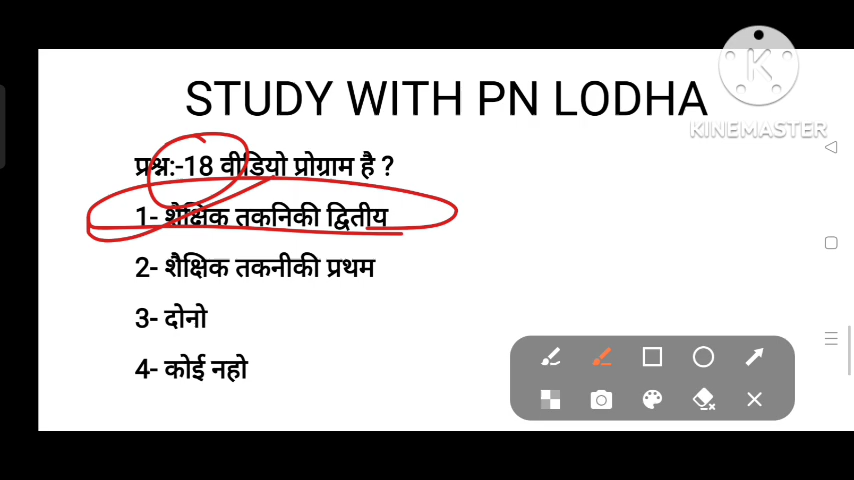 STUDY WITH PN LODHA
K
KINEMASTER
प्रश्न:-18 वीडियो प्रोग्राम है ?
1- शैक्षिक तकनिकी द्वितीय
2- शैक्षिक तकनीकी प्रथम
3- दोनो
4- कोई नहो